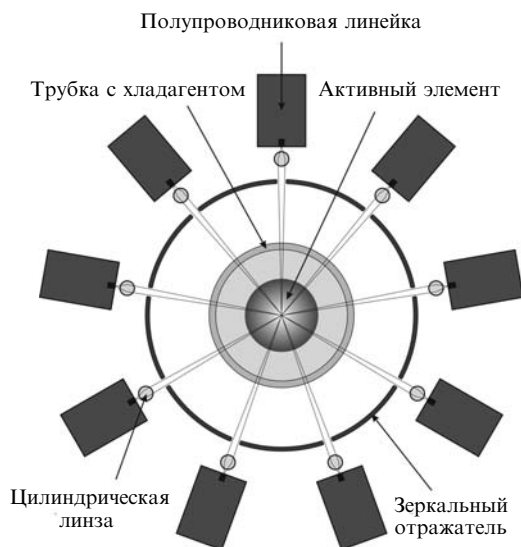 Полупроводниковая линейка
Трубка с хладагентом
Активный элемент
Цилиндрическая
линза
Зеркальный
отражатель